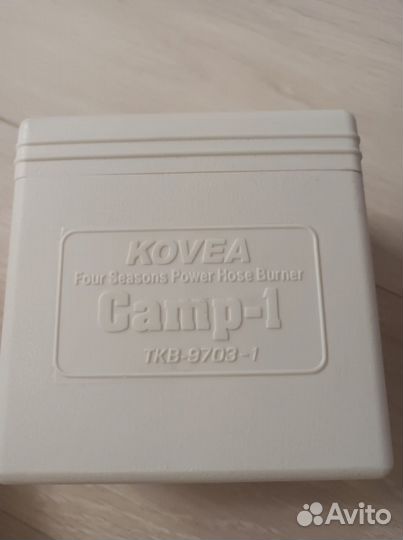 KOVEA
Four Seasons Power Hose Burner
Camp-1
TKB-9703-1
Avito